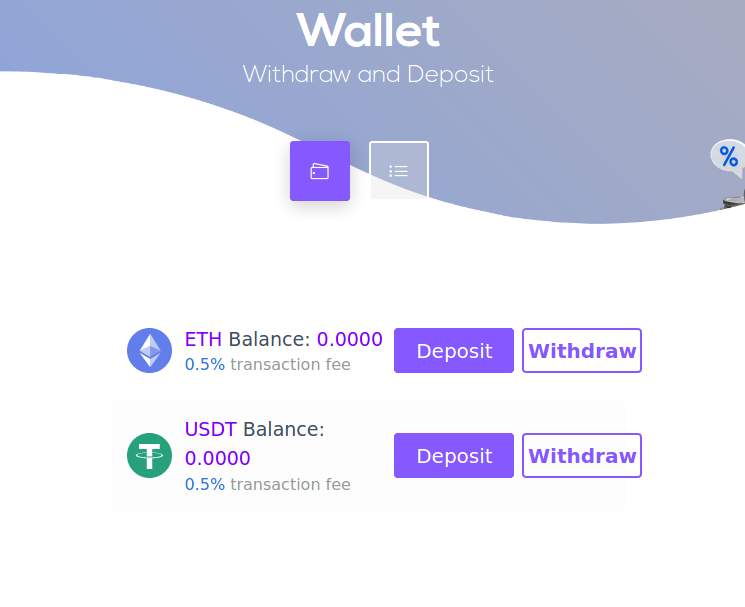 Wallet
Withdraw and Deposit
%
ETH Balance: 0.0000
0.5% transaction fee
Deposit
Withdraw
USDT Balance:
0.0000
0.5% transaction fee
Deposit
Withdraw